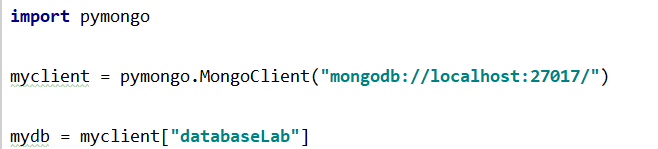 import pymongo
myclient = pymongo.MongoClient("mongodb://localhost:27017/")
mydb = myclient["databaseLab"]